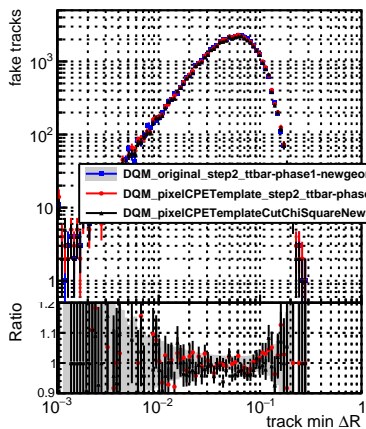 fake tracks
10³
10²
DQM_original_step2_ttbar-phase1-newgeor
DQM_pixelCPETemplate_step2_ttbar-phase
DQM_pixelCPETemplateCutChiSquareNew
10
1
Ratio
1.2
1.1
1
0.9
10⁻³ 10⁻² 10⁻¹ 1
track min ΔR